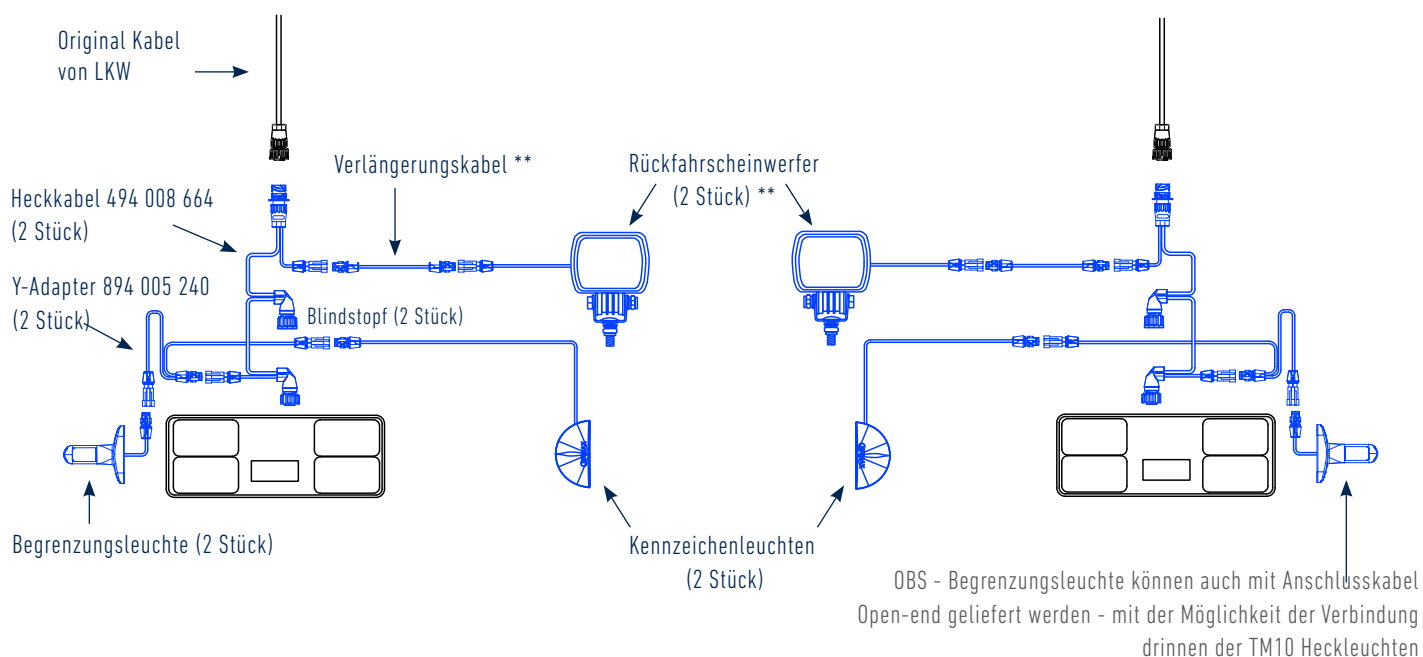 Original Kabel
von LKW
Verlängerungskabel **
Rückfahrscheinwerfer
(2 Stück) **
Heckkabel 494 008 664
(2 Stück)
Y-Adapter 894 005 240
(2 Stück)
Blindstopf (2 Stück)
Begrenzungsleuchte (2 Stück)
Kennzeichenleuchten
(2 Stück)
OBS - Begrenzungsleuchte können auch mit Anschlusskabel
Open-end geliefert werden - mit der Möglichkeit der Verbindung
drinnen der TM10 Heckleuchten